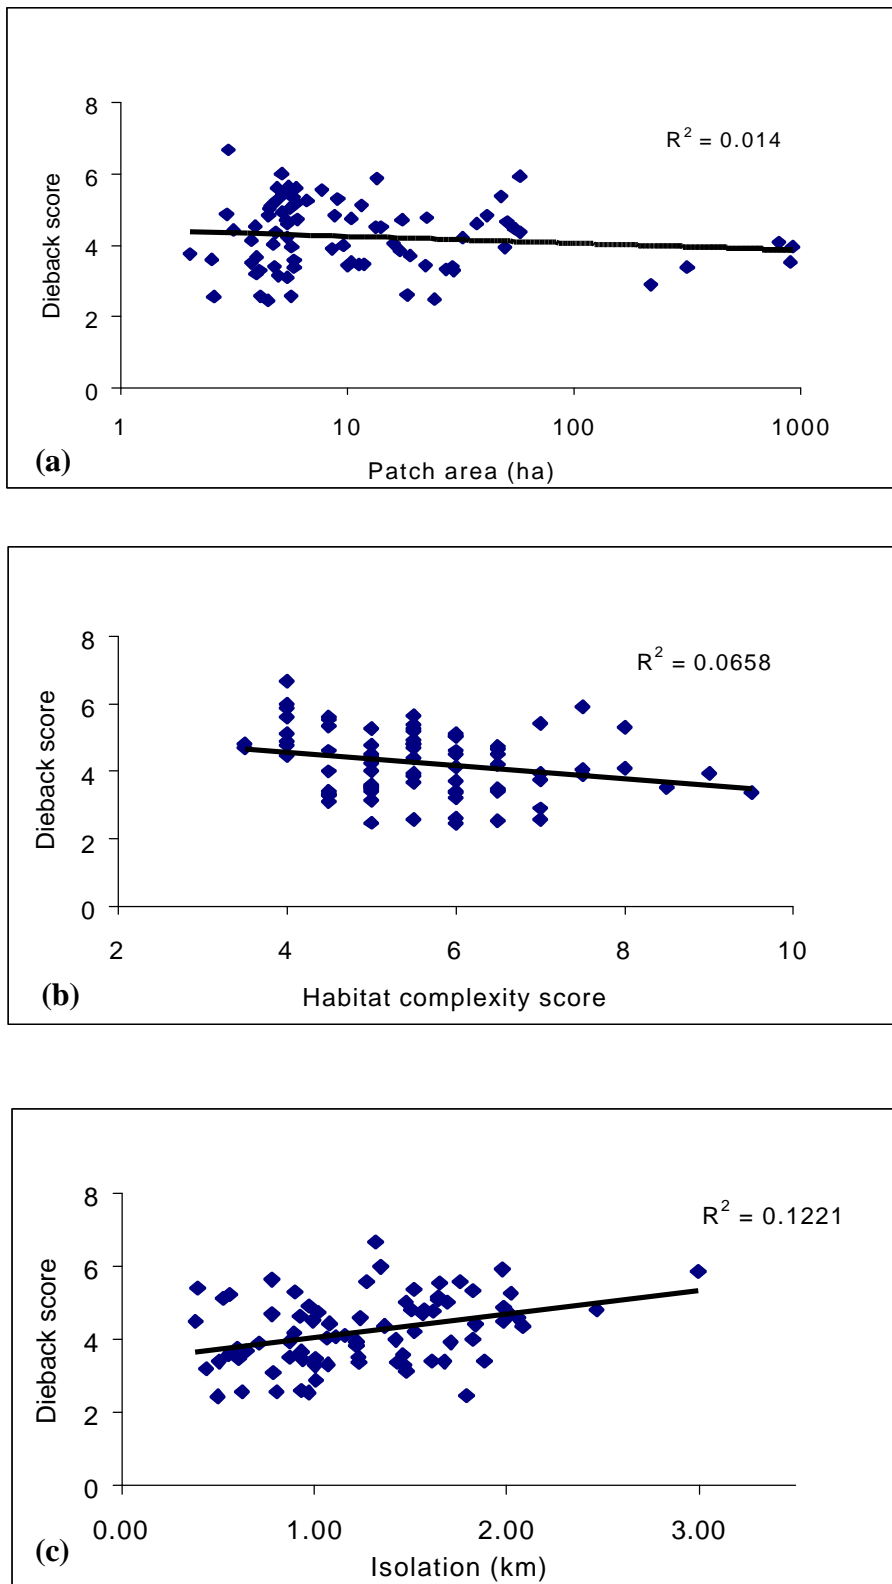 8
R² = 0.014
6
4
2
0
Dieback score
1 10 100 1000
(a)
Patch area (ha)
8
R² = 0.0658
6
4
2
0
Dieback score
2 4 6 8 10
(b)
Habitat complexity score
8
R² = 0.1221
6
4
2
0
Dieback score
0.00 1.00 2.00 3.00
(c)
Isolation (km)